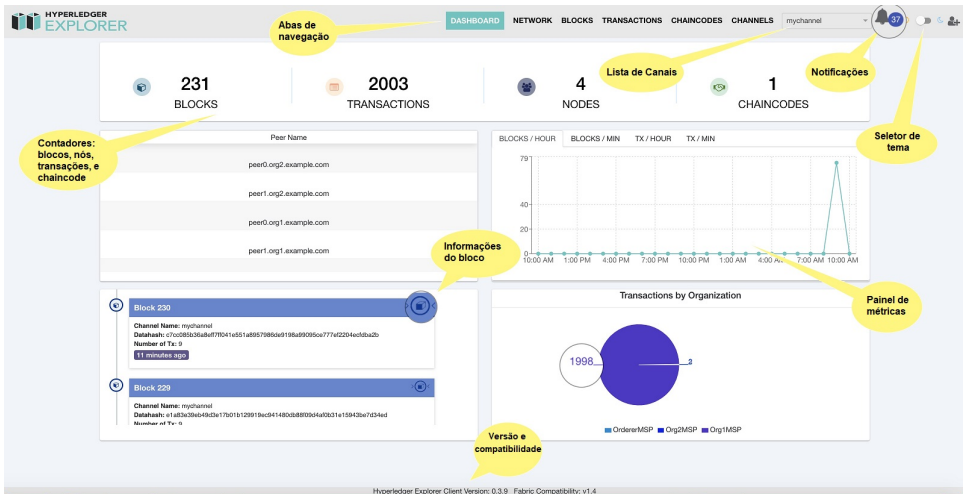 HYPERLEDGER
EXPLORER
Abas de
navegação
DASHBOARD NETWORK BLOCKS TRANSACTIONS CHAINCODES CHANNELS mychannel 37
Lista de Canais
Notificações
Seletor de
tema
231
BLOCKS
2003
TRANSACTIONS
4
NODES
1
CHAINCODES
Contadores:
blocos, nós,
transações, e
chaincode
Peer Name
peer0.org2.example.com
peer1.org2.example.com
peer0.org1.example.com
peer1.org1.example.com
BLOCKS / HOUR BLOCKS / MIN TX / HOUR TX / MIN
79
40
20
0
10:00 AM 1:00 PM 4:00 PM 7:00 PM 10:00 PM 1:00 AM 4:00 AM 7:00 AM 10:00 AM
Informações
do bloco
Painel de
métricas
Block 230
Channel Name: mychannel
Datahash: c7cc085b36a8eff7ff041e551a8957986de9198a99095ce777ef2204ecfdba2b
Number of Tx: 9
11 minutes ago
Block 229
Channel Name: mychannel
Datahash: e1a83e39eb49d3e17b01b129919ec941480db88f09d4af0b31e15943be7d34ed
Number of Tx: 9
Transactions by Organization
1998
3
OrdererMSP Org2MSP Org1MSP
Versão e
compatibilidade
Hyperledger Explorer Client Version: 0.3.9 Fabric Compatibility: v1.4